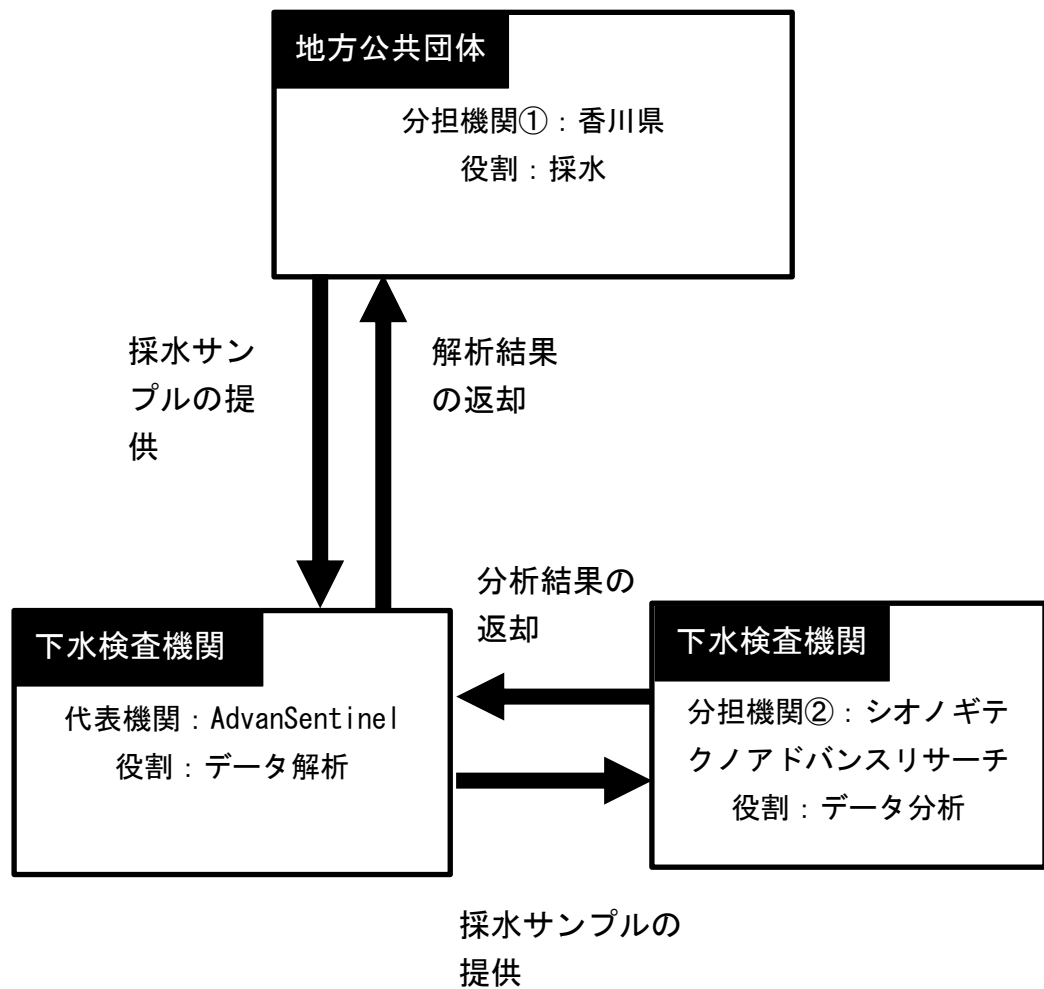 地方公共団体
分担機関①：香川県
役割：採水
採水サン
プルの提
供
解析結果
の返却
分析結果の
返却
下水検査機関
代表機関：AdvanSentinel
役割：データ解析
下水検査機関
分担機関②：シオノギテ
クノアドバンスリサーチ
役割：データ分析
採水サンプルの
提供